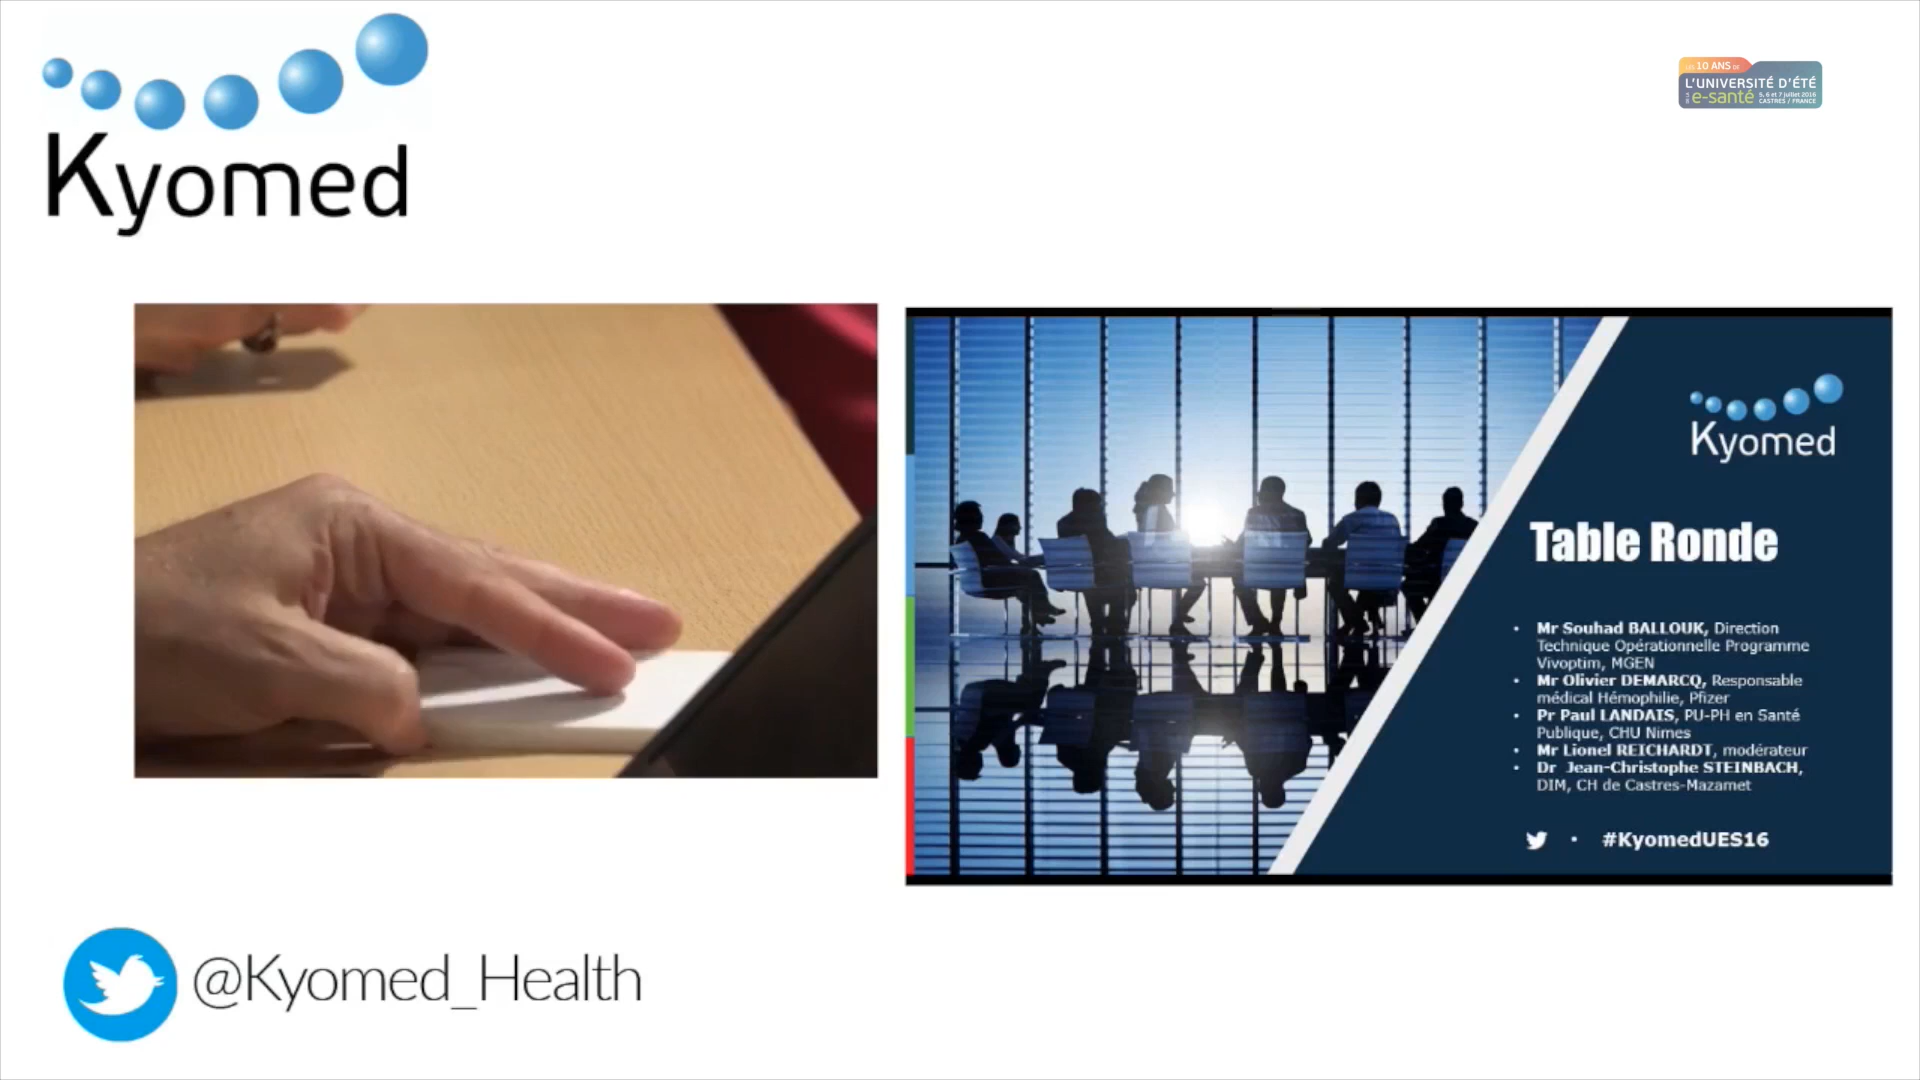 Kyomed
LES 10 ANS DE
L'UNIVERSITÉ D'ÉTÉ
DE LA e-santé 5, 6 et 7 juillet 2016
CASTRES / FRANCE
Kyomed
Table Ronde
• Mr Souhad BALLOUK, Direction
Technique Opérationnelle Programme
Vivoptim, MGEN
• Mr Olivier DEMARCQ, Responsable
médical Hémophilie, Pfizer
• Pr Paul LANDAIS, PU-PH en Santé
Publique, CHU Nimes
• Mr Lionel REICHARDT, modérateur
• Dr Jean-Christophe STEINBACH,
DIM, CH de Castres-Mazamet
• #KyomedUES16
@Kyomed_Health